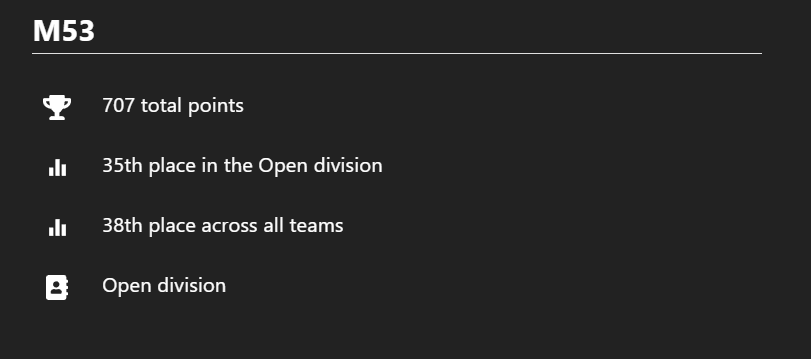 M53
707 total points
35th place in the Open division
38th place across all teams
Open division